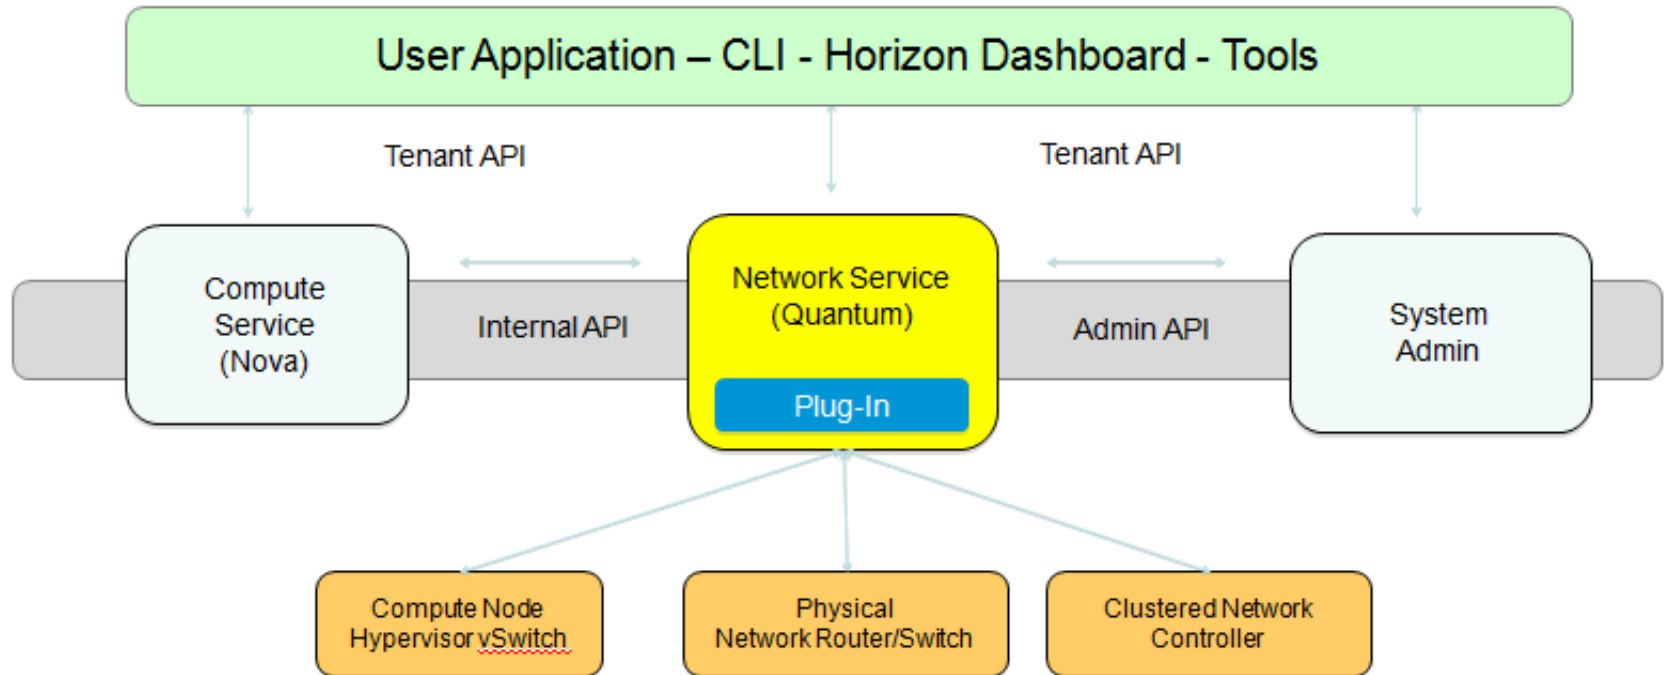 User Application – CLI - Horizon Dashboard - Tools
Tenant API
Tenant API
Compute
Service
(Nova)
Internal API
Network Service
(Quantum)
Plug-In
Admin API
System
Admin
Compute Node
Hypervisor vSwitch
Physical
Network Router/Switch
Clustered Network
Controller